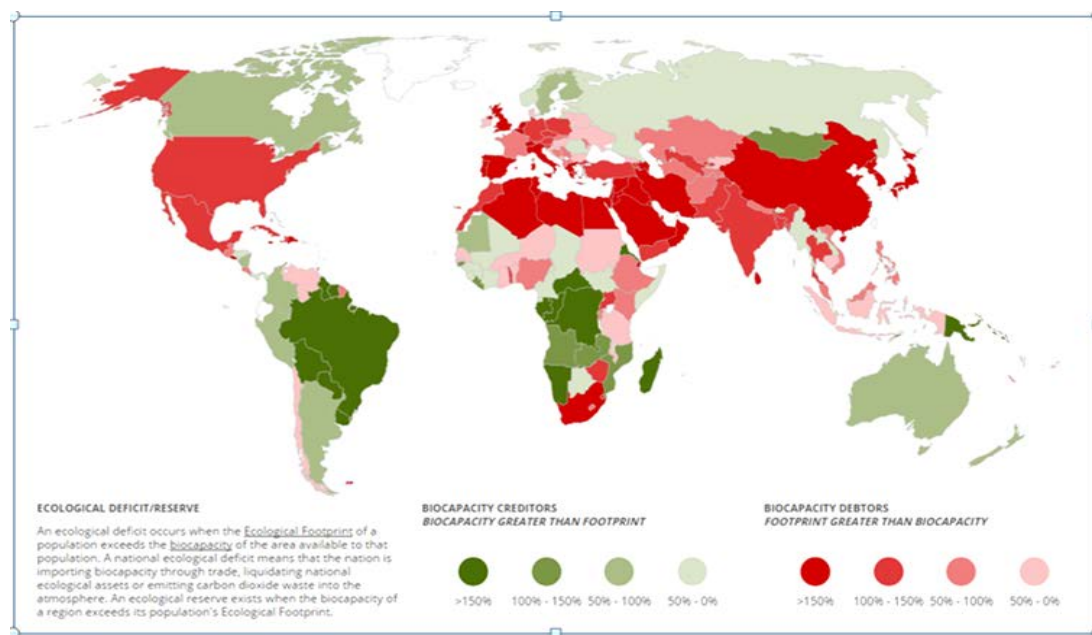 ECOLOGICAL DEFICIT/RESERVE
An ecological deficit occurs when the Ecological Footprint of a
population exceeds the biocapacity of the area available to that
population. A national ecological deficit means that the nation is
importing biocapacity through trade, liquidating national
ecological assets or emitting carbon dioxide waste into the
atmosphere. An ecological reserve exists when the biocapacity of
a region exceeds its population's Ecological Footprint.
BIOCAPACITY CREDITORS
BIOCAPACITY GREATER THAN FOOTPRINT
>150% 100% - 150% 50% - 100% 50% - 0%
BIOCAPACITY DEBTORS
FOOTPRINT GREATER THAN BIOCAPACITY
>150% 100% - 150% 50% - 100% 50% - 0%